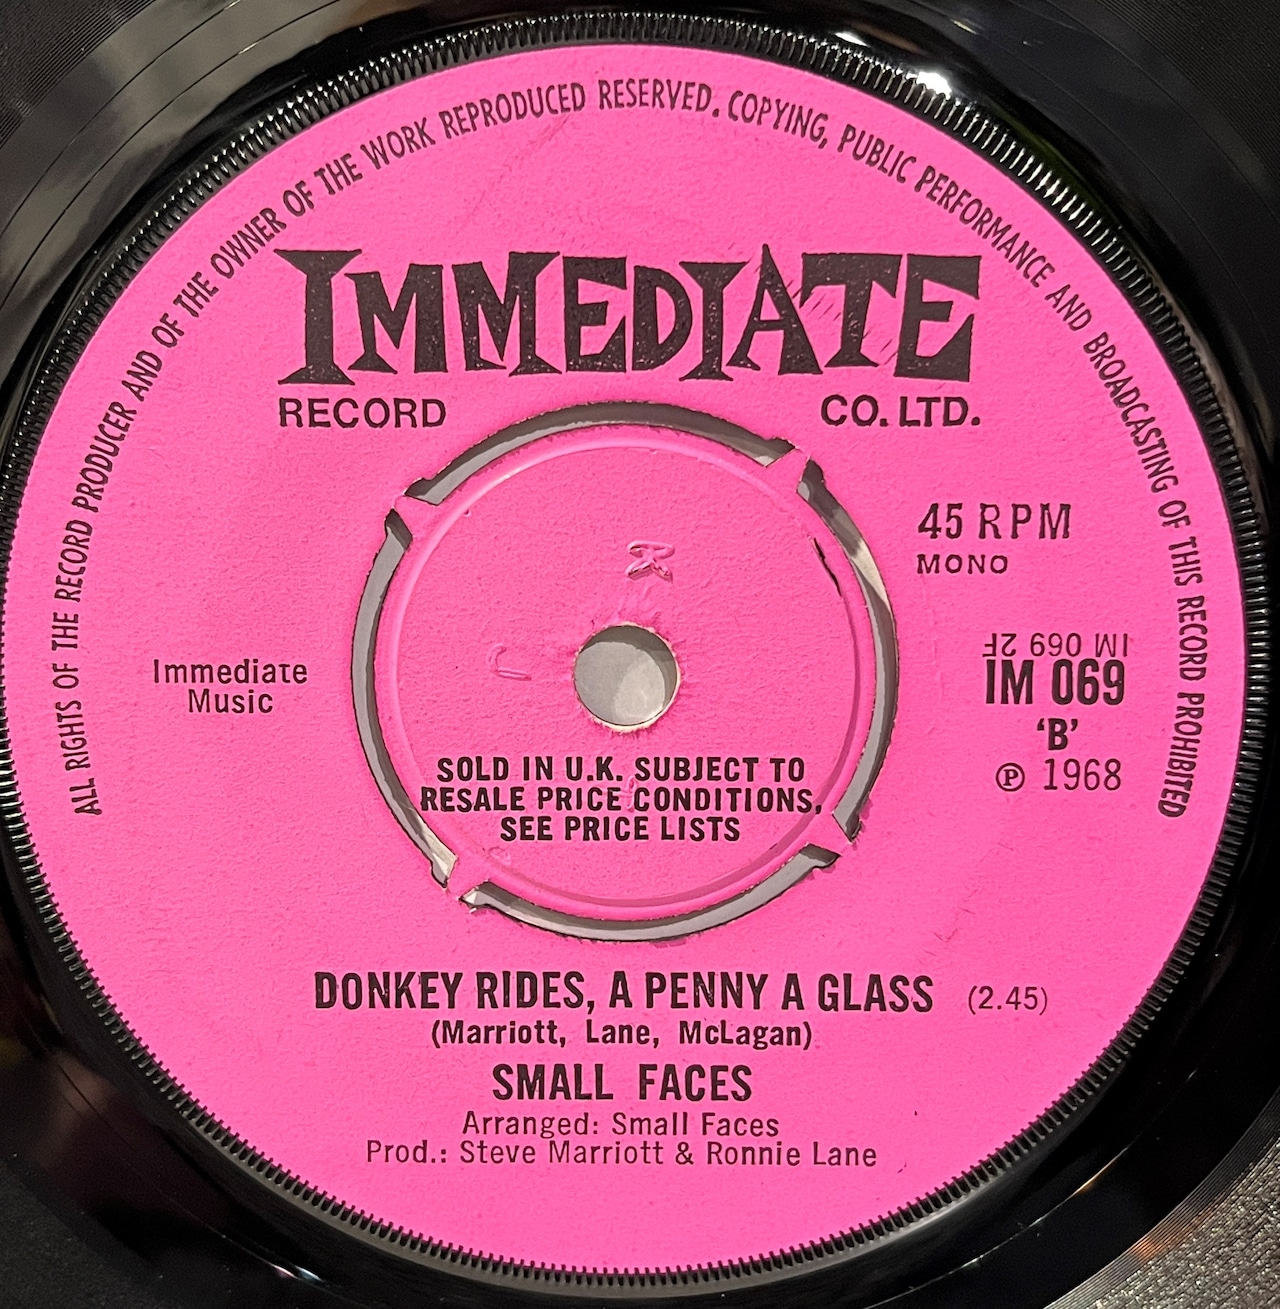 ALL RIGHTS OF THE RECORD PRODUCER AND OF THE OWNER OF THE WORK REPRODUCED RESERVED. COPYING, PUBLIC PERFORMANCE AND BROADCASTING OF THIS RECORD PROHIBITED
IMMEDIATE
RECORD CO. LTD.
45 RPM
MONO
IM 069 2F
Immediate
Music
IM 069
'B'
℗ 1968
SOLD IN U.K. SUBJECT TO
RESALE PRICE CONDITIONS,
SEE PRICE LISTS
DONKEY RIDES, A PENNY A GLASS (2.45)
(Marriott, Lane, McLagan)
SMALL FACES
Arranged: Small Faces
Prod.: Steve Marriott & Ronnie Lane